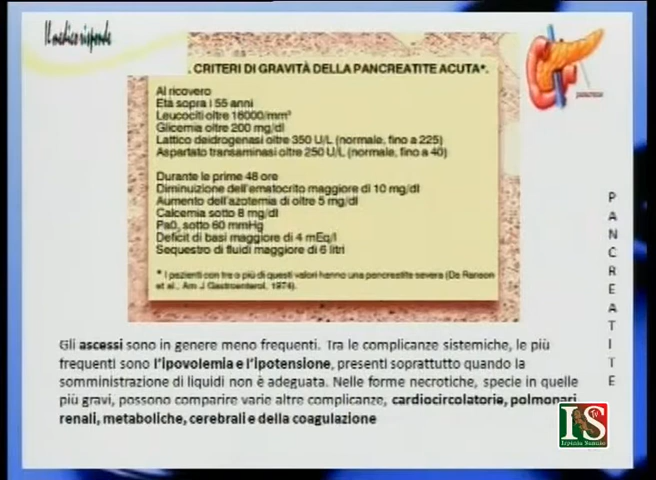 Il medico risponde
. CRITERI DI GRAVITÀ DELLA PANCREATITE ACUTA*.
Al ricovero
Età sopra i 55 anni
Leucociti oltre 16000/mm³
Glicemia oltre 200 mg/dl
Lattico deidrogenasi oltre 350 U/L (normale, fino a 225)
Aspartato transaminasi oltre 250 U/L (normale, fino a 40)
Durante le prime 48 ore
Diminuizione dell'ematocrito maggiore di 10 mg/dl
Aumento dell'azotemia di oltre 5 mg/dl
Calcemia sotto 8 mg/dl
Pa0₂ sotto 60 mmHg
Deficit di basi maggiore di 4 mEq/l
Sequestro di fluidi maggiore di 6 litri
* I pazienti con tre o più di questi valori hanno una pancreatite severa (Da Ranson
et al., Am J Gastroenterol, 1974).
pancreas
PANCREATITE
Gli ascessi sono in genere meno frequenti. Tra le complicanze sistemiche, le più
frequenti sono l'ipovolemia e l'ipotensione, presenti soprattutto quando la
somministrazione di liquidi non è adeguata. Nelle forme necrotiche, specie in quelle
più gravi, possono comparire varie altre complicanze, cardiocircolatorie, polmonari,
renali, metaboliche, cerebrali e della coagulazione
IS Tv
Irpinia Sannio